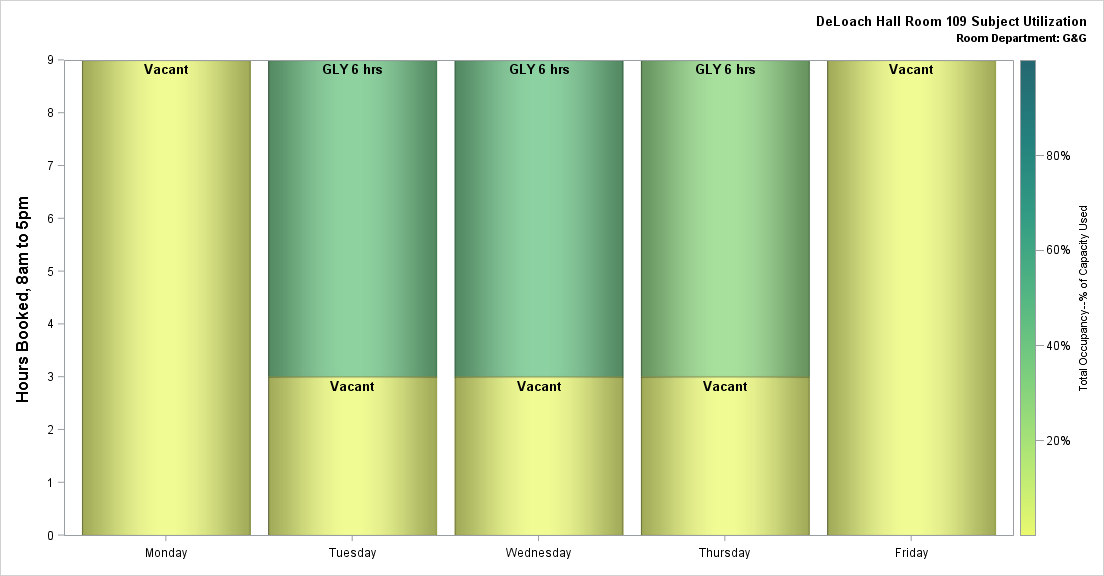 DeLoach Hall Room 109 Subject Utilization
Room Department: G&G
Hours Booked, 8am to 5pm
9
8
7
6
5
4
3
2
1
0
Vacant
GLY 6 hrs
GLY 6 hrs
GLY 6 hrs
Vacant
Vacant
Vacant
Vacant
Monday
Tuesday
Wednesday
Thursday
Friday
80%
60%
40%
20%
Total Occupancy--% of Capacity Used